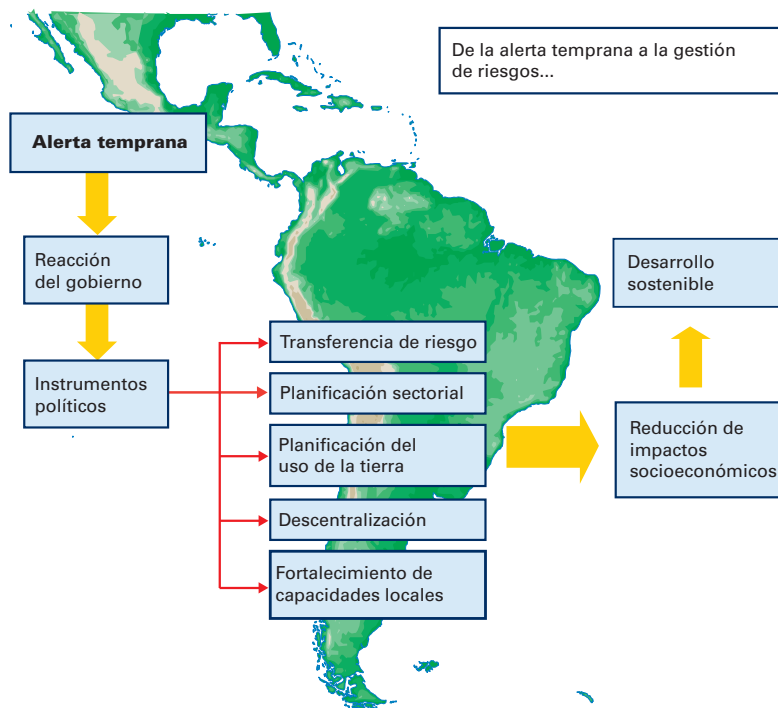 De la alerta temprana a la gestión
de riesgos...
Alerta temprana
Reacción
del gobierno
Instrumentos
políticos
Transferencia de riesgo
Planificación sectorial
Planificación del
uso de la tierra
Descentralización
Fortalecimiento de
capacidades locales
Reducción de
impactos
socioeconómicos
Desarrollo
sostenible